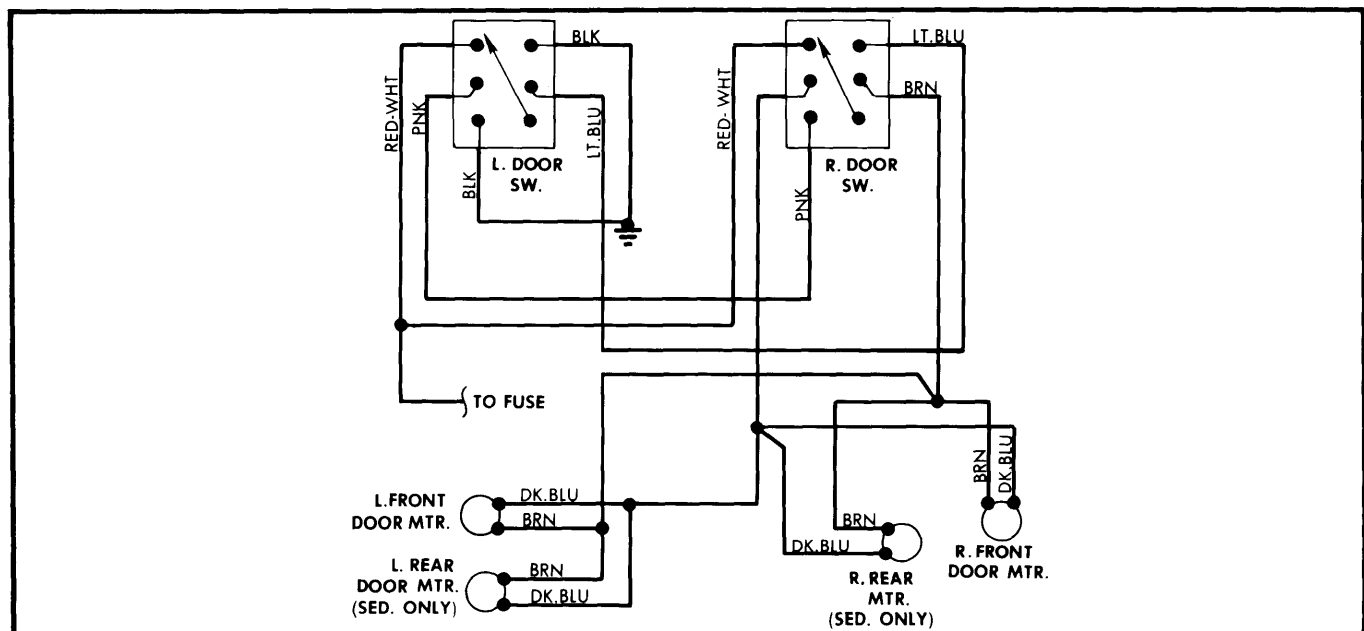 BLK
RED-WHT
PNK
LT.BLU
BLK
L. DOOR
SW.
LT.BLU
RED-WHT
BRN
PNK
R. DOOR
SW.
TO FUSE
L.FRONT
DOOR MTR.
DK.BLU
BRN
L. REAR
DOOR MTR.
(SED. ONLY)
BRN
DK.BLU
BRN
DK.BLU
R. REAR
MTR.
(SED. ONLY)
BRN
DK.BLU
R. FRONT
DOOR MTR.